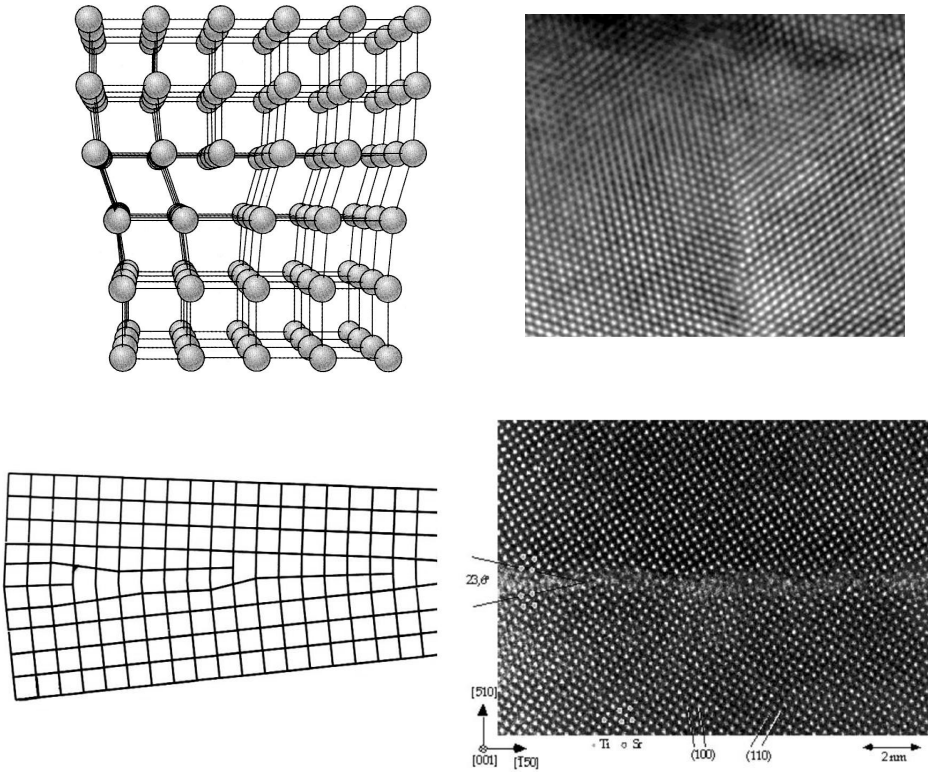 23,6°
[510]
[001] [1̅50]
Ti Sr
(100)
(110)
2 nm